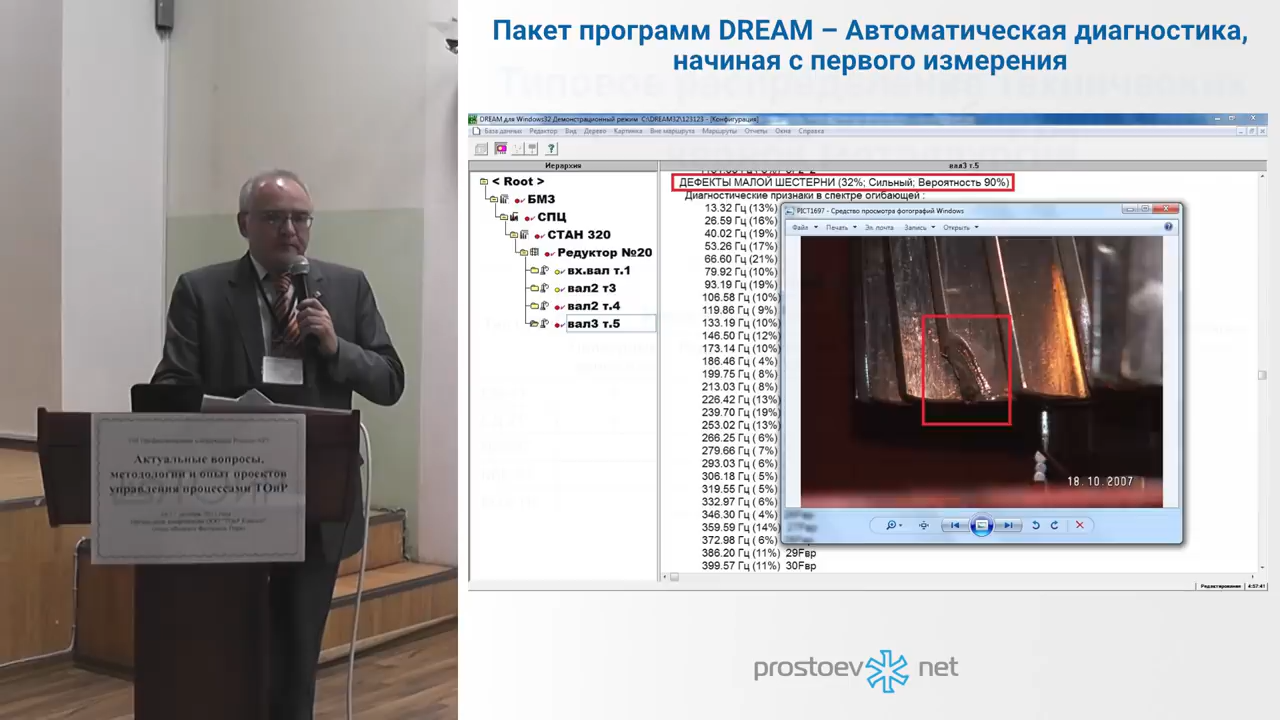 Пакет программ DREAM – Автоматическая диагностика,
начиная с первого измерения
DREAM для Windows32 Демонстрационый режим C:\DREAM32\123123 - [Конфигурация]
База данных Редактор Вид Дерево Картинка Вне маршрута Маршруты Отчеты Окна Справка
Иерархия
< Root >
БМЗ
СПЦ
СТАН 320
Редуктор №20
вх.вал т.1
вал2 т3
вал2 т.4
вал3 т.5
вал3 т.5
ДЕФЕКТЫ МАЛОЙ ШЕСТЕРНИ (32%; Сильный; Вероятность 90%)
Диагностические признаки в спектре огибающей :
13.32 Гц (13%)
26.59 Гц (16%)
40.02 Гц (19%)
53.26 Гц (17%)
66.60 Гц (21%)
79.92 Гц (10%)
93.19 Гц (19%)
106.58 Гц (10%)
119.86 Гц ( 9%)
133.19 Гц (10%)
146.50 Гц (12%)
173.14 Гц (10%)
186.46 Гц ( 4%)
199.75 Гц ( 8%)
213.03 Гц ( 8%)
226.42 Гц (13%)
239.70 Гц (19%)
253.02 Гц (13%)
266.25 Гц ( 6%)
279.66 Гц ( 7%)
293.03 Гц ( 6%)
306.18 Гц ( 5%)
319.55 Гц ( 5%)
332.97 Гц ( 6%)
346.30 Гц ( 4%)
359.59 Гц (14%)
372.98 Гц ( 6%)
386.20 Гц (11%) 29Fвр
399.57 Гц (11%) 30Fвр
PICT1697 - Средство просмотра фотографий Windows
Файл Печать Эл. почта Запись Открыть
18.10.2007
Редактирование 4:57:41
Актуальные вопросы,
методологии и опыт проектов
управления процессами ТОиР
prostoev net